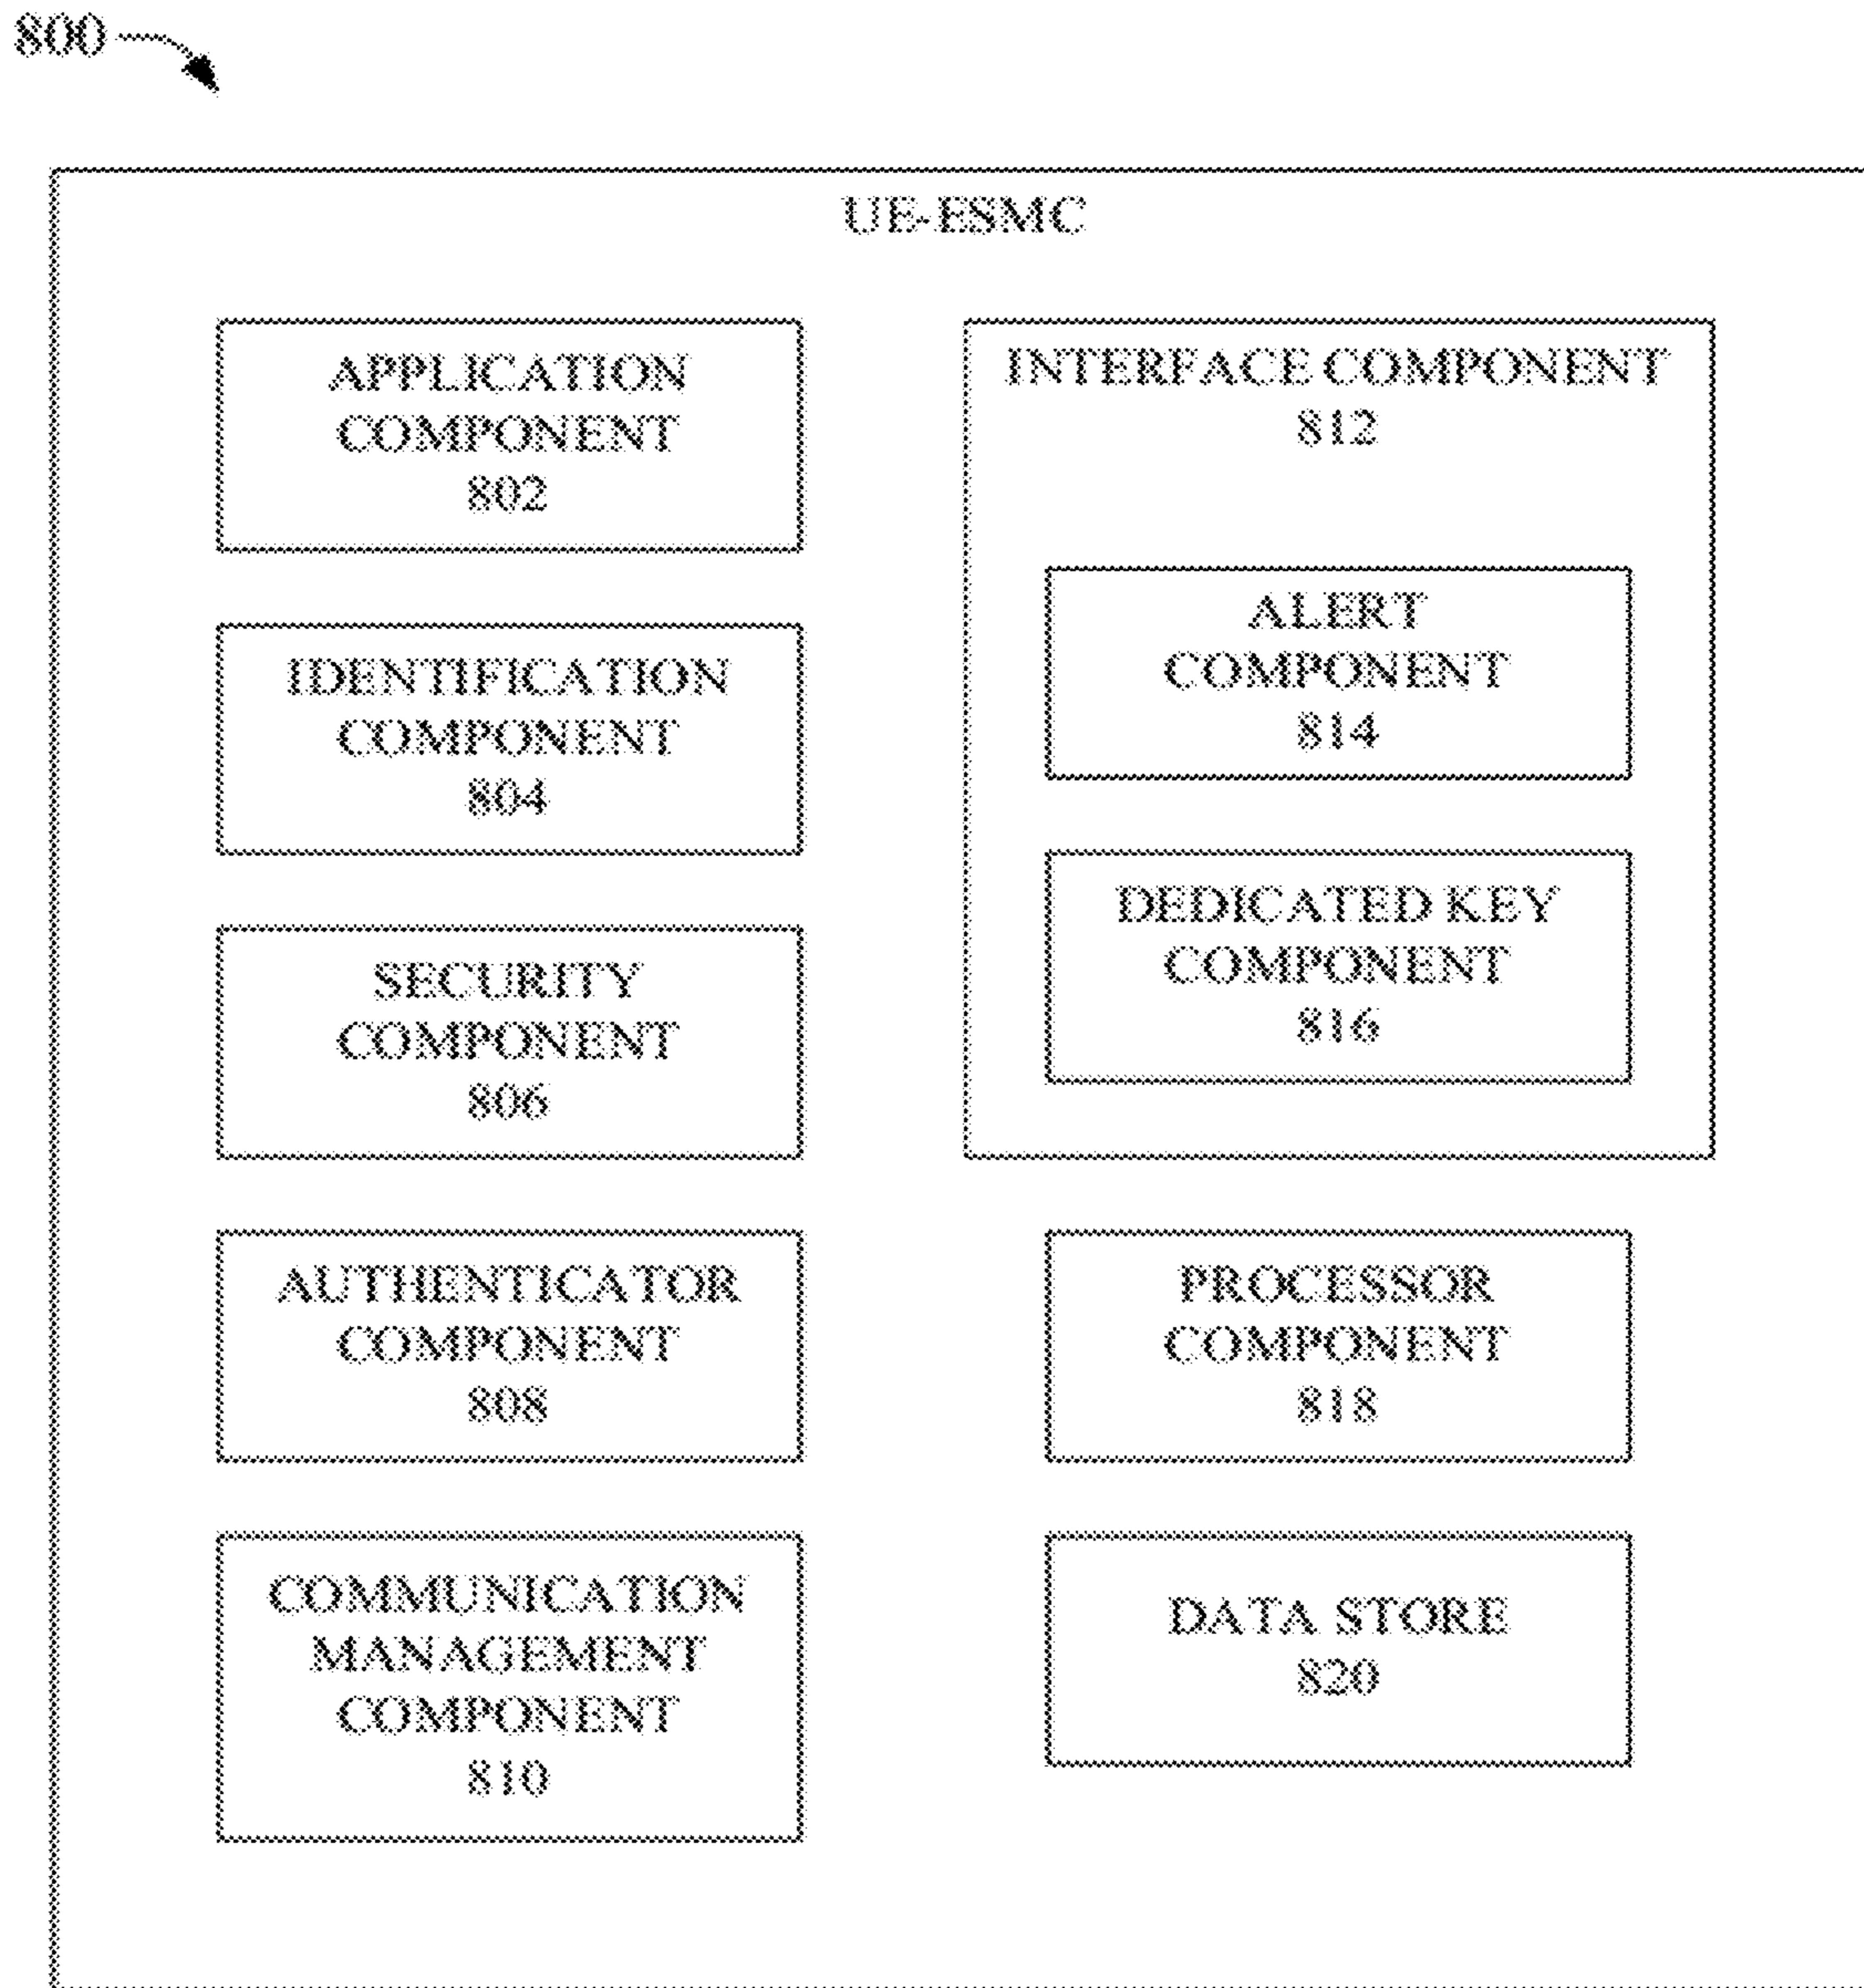 800
UE-ESMC
APPLICATION
COMPONENT
802
IDENTIFICATION
COMPONENT
804
SECURITY
COMPONENT
806
AUTHENTICATOR
COMPONENT
808
COMMUNICATION
MANAGEMENT
COMPONENT
810
INTERFACE COMPONENT
812
ALERT
COMPONENT
814
DEDICATED KEY
COMPONENT
816
PROCESSOR
COMPONENT
818
DATA STORE
820